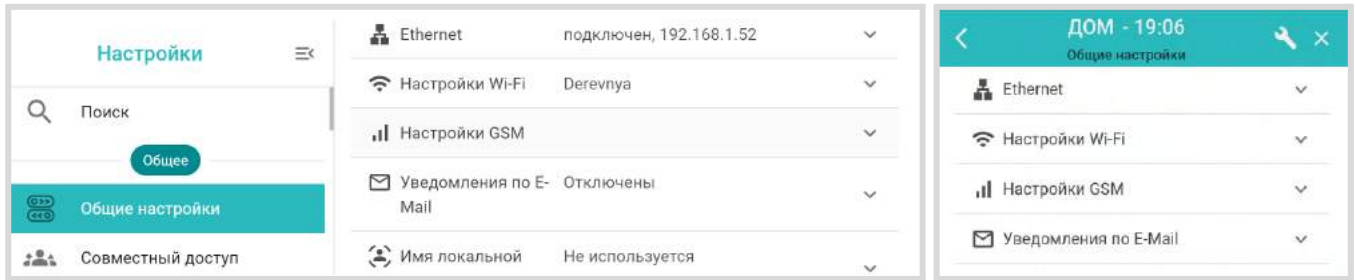 Настройки
Поиск
Общее
Общие настройки
Совместный доступ
Ethernet подключен, 192.168.1.52
Настройки Wi-Fi Derevnya
Настройки GSM
Уведомления по E- Отключены
Mail
Имя локальной Не используется
ДОМ - 19:06
Общие настройки
Ethernet
Настройки Wi-Fi
Настройки GSM
Уведомления по E-Mail